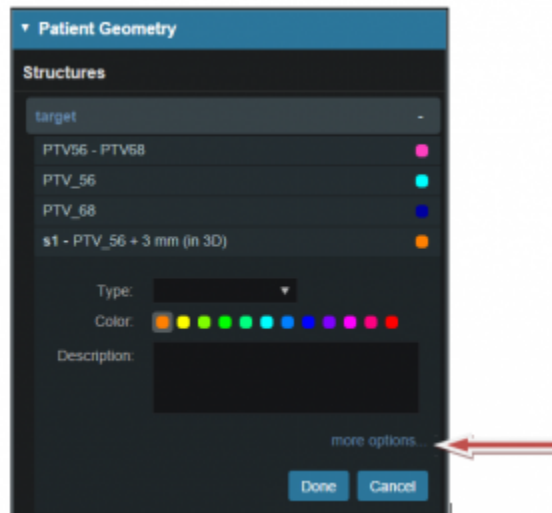 Patient Geometry
Structures
target -
PTV56 - PTV68
PTV_56
PTV_68
s1 - PTV_56 + 3 mm (in 3D)
Type:
Color:
Description:
more options...
Done Cancel